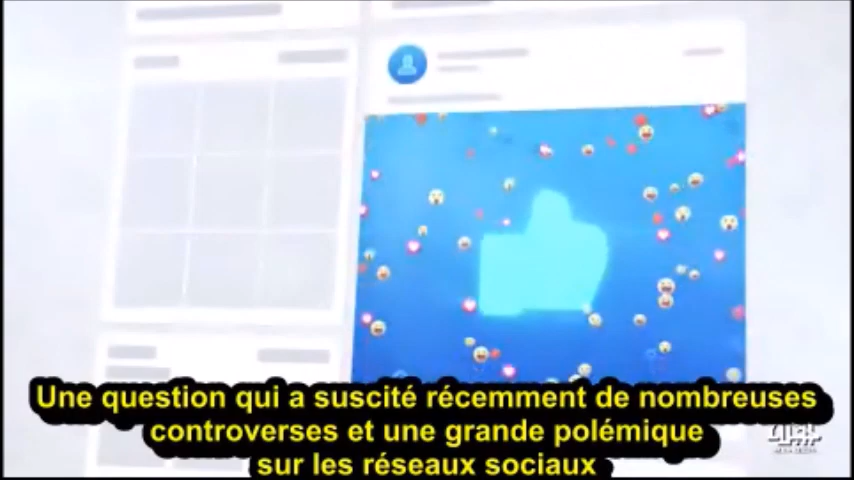 Une question qui a suscité récemment de nombreuses
controverses et une grande polémique
sur les réseaux sociaux